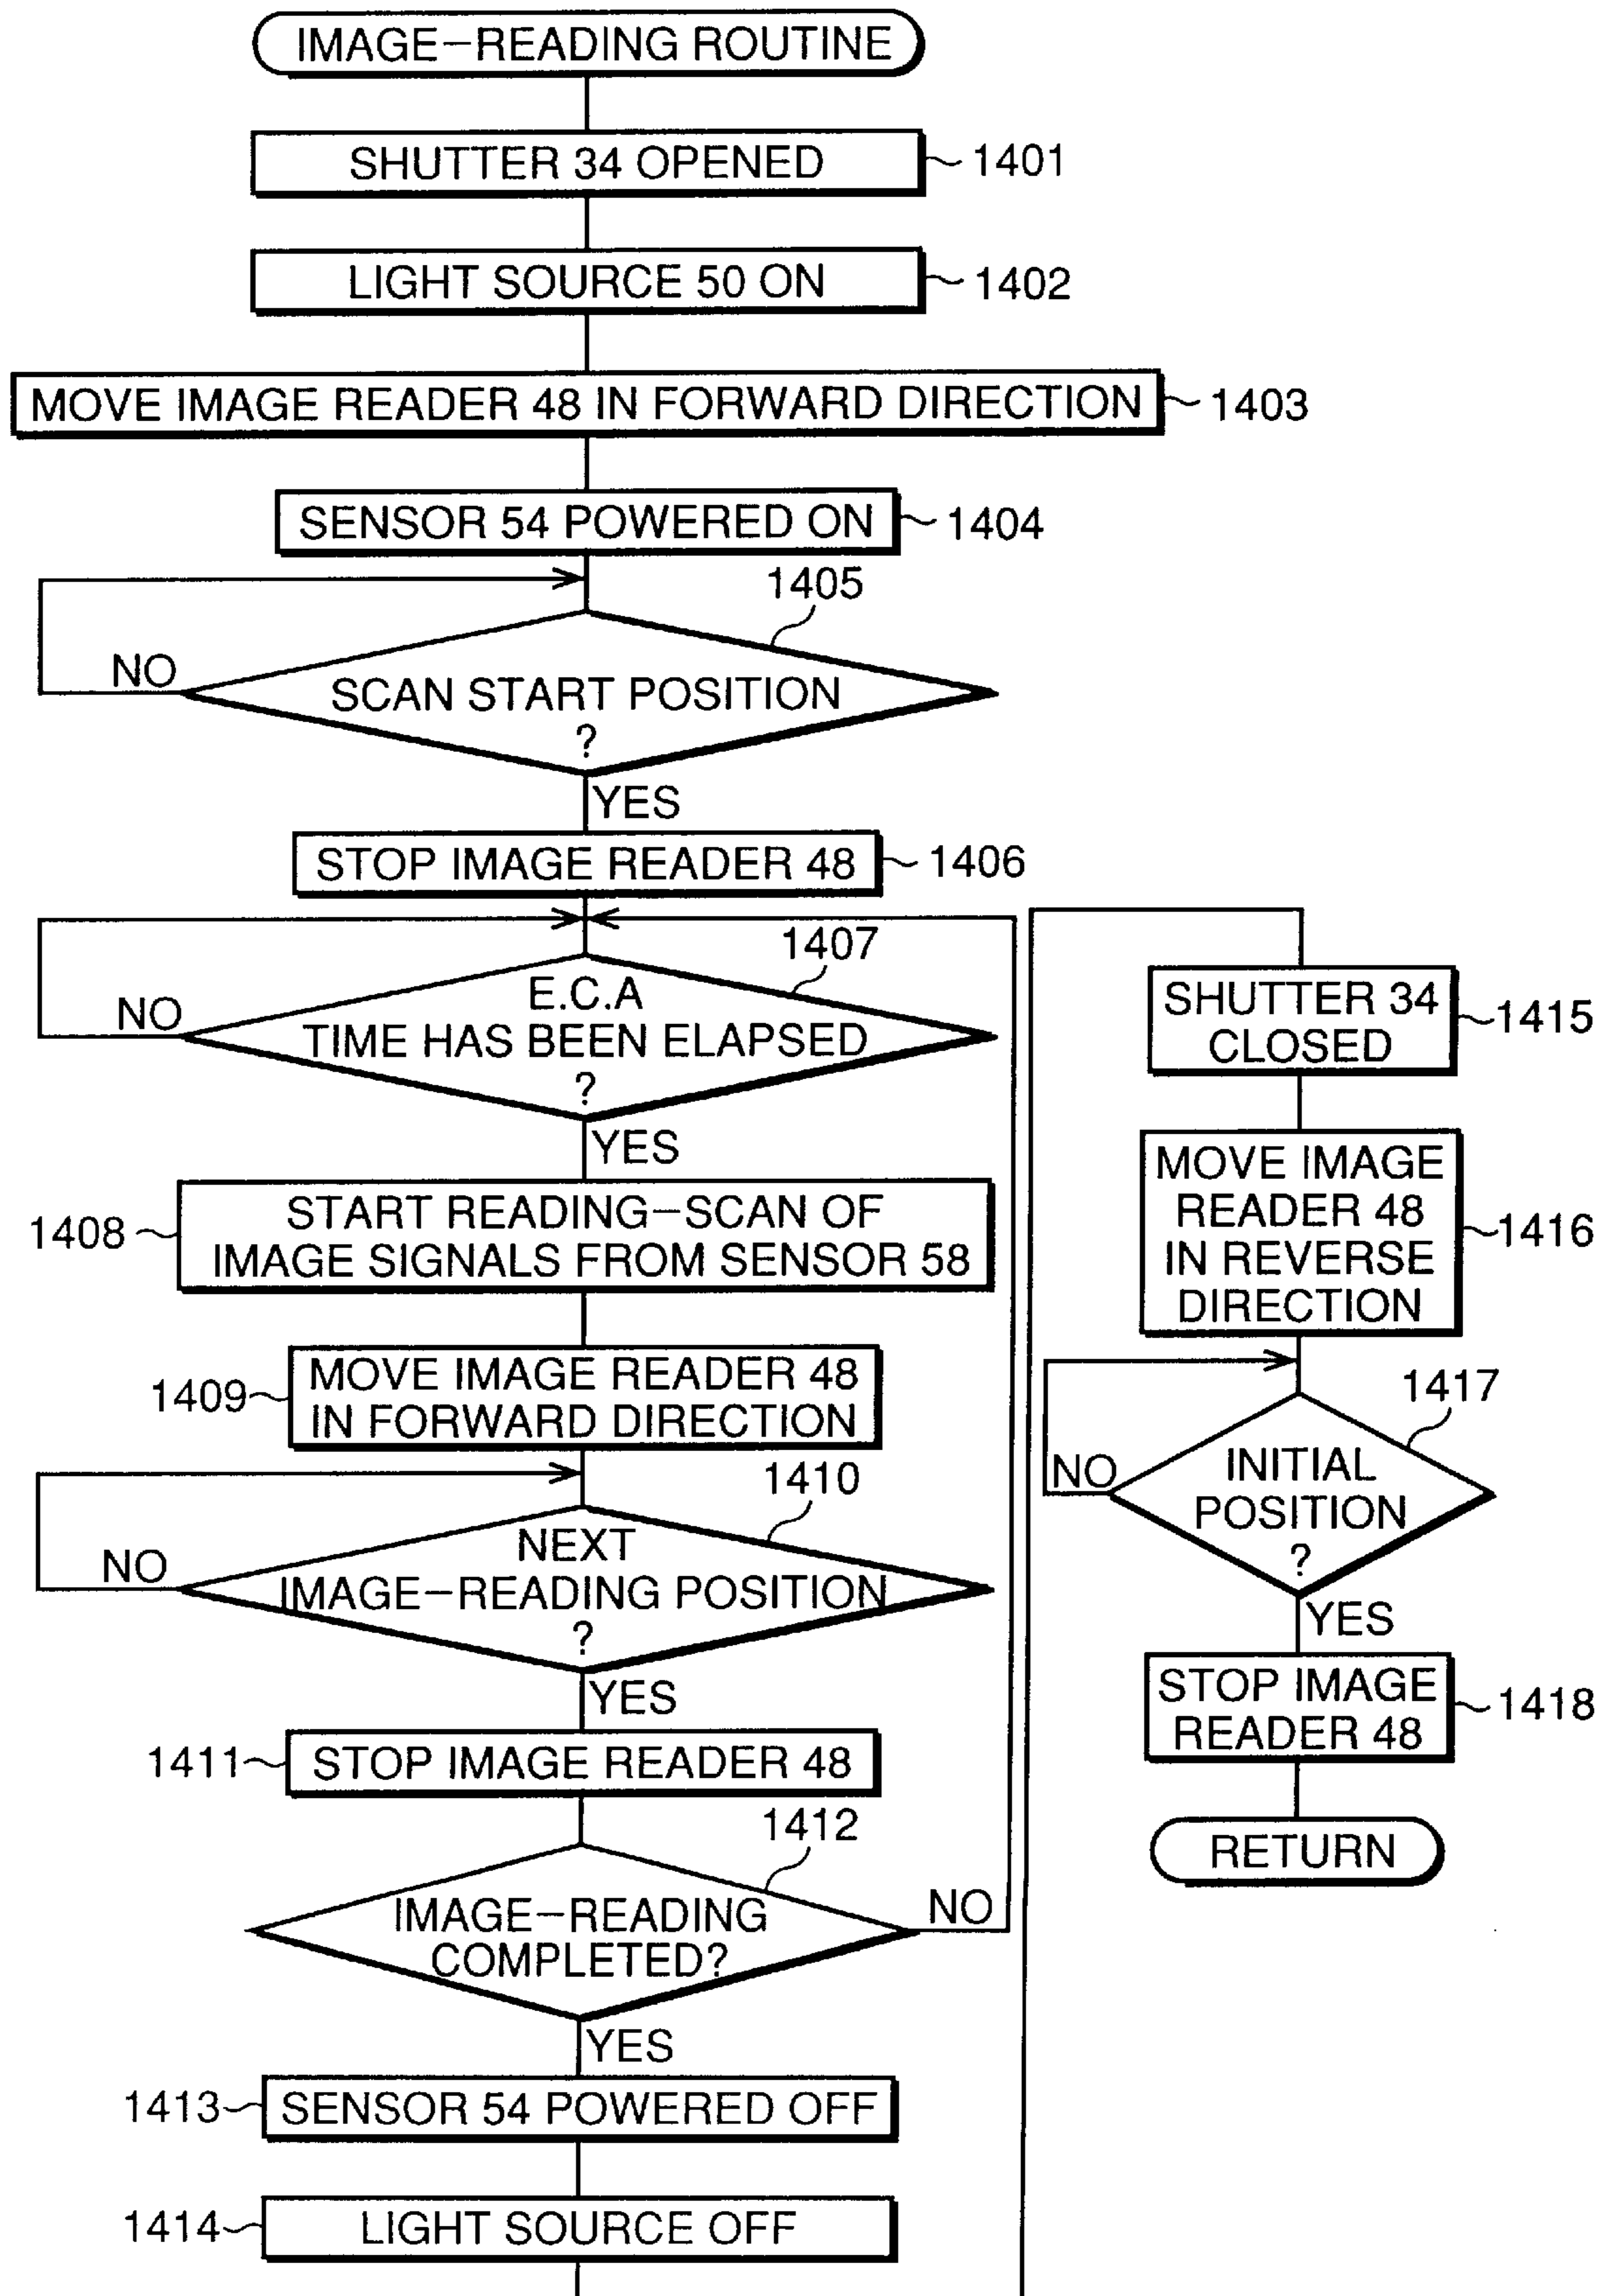 IMAGE-READING ROUTINE
SHUTTER 34 OPENED
1401
LIGHT SOURCE 50 ON
1402
MOVE IMAGE READER 48 IN FORWARD DIRECTION
1403
SENSOR 54 POWERED ON
1404
1405
NO
SCAN START POSITION
?
YES
STOP IMAGE READER 48
1406
1407
NO
E.C.A
TIME HAS BEEN ELAPSED
?
YES
1408
START READING-SCAN OF
IMAGE SIGNALS FROM SENSOR 58
1409
MOVE IMAGE READER 48
IN FORWARD DIRECTION
1410
NO
NEXT
IMAGE-READING POSITION
?
YES
1411
STOP IMAGE READER 48
1412
IMAGE-READING
COMPLETED?
NO
YES
1413
SENSOR 54 POWERED OFF
1414
LIGHT SOURCE OFF
SHUTTER 34
CLOSED
1415
MOVE IMAGE
READER 48
IN REVERSE
DIRECTION
1416
1417
NO
INITIAL
POSITION
?
YES
STOP IMAGE
READER 48
1418
RETURN